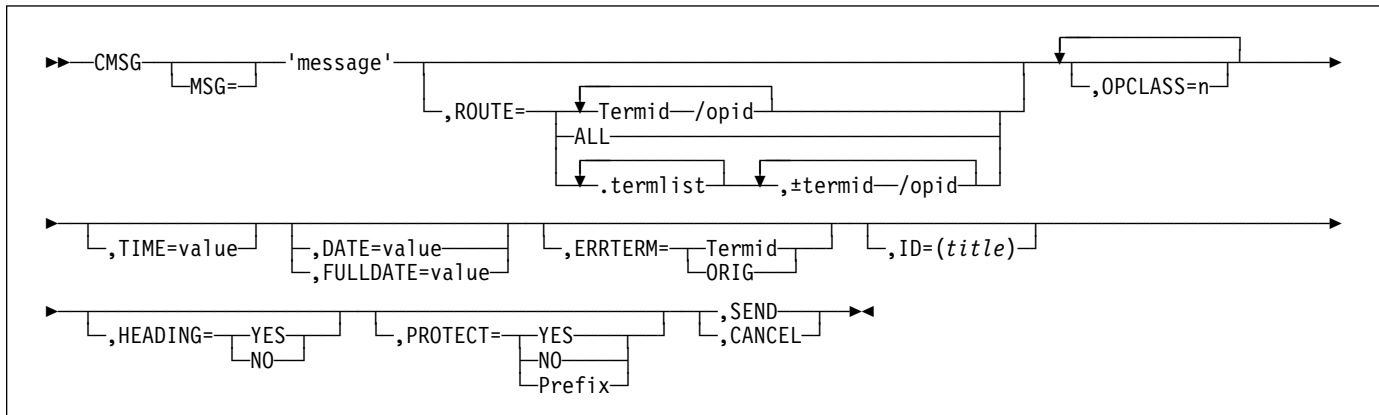 CMSG MSG= 'message' ,ROUTE= Termid /opid ,OPCLASS=n
ALL
.termlist ,±termid /opid
,TIME=value ,DATE=value ,ERRTERM= Termid ,ID=(title)
,FULLDATE=value ORIG
,HEADING= YES ,PROTECT= YES ,SEND
NO NO ,CANCEL
Prefix